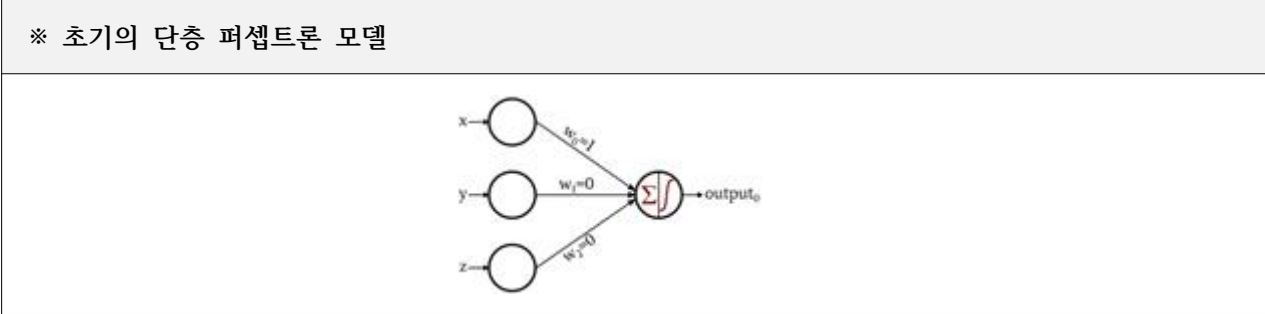 ※ 초기의 단층 퍼셉트론 모델
x
w₀=1
y
w₁=0
Σ∫
output₀
z
w₂=0